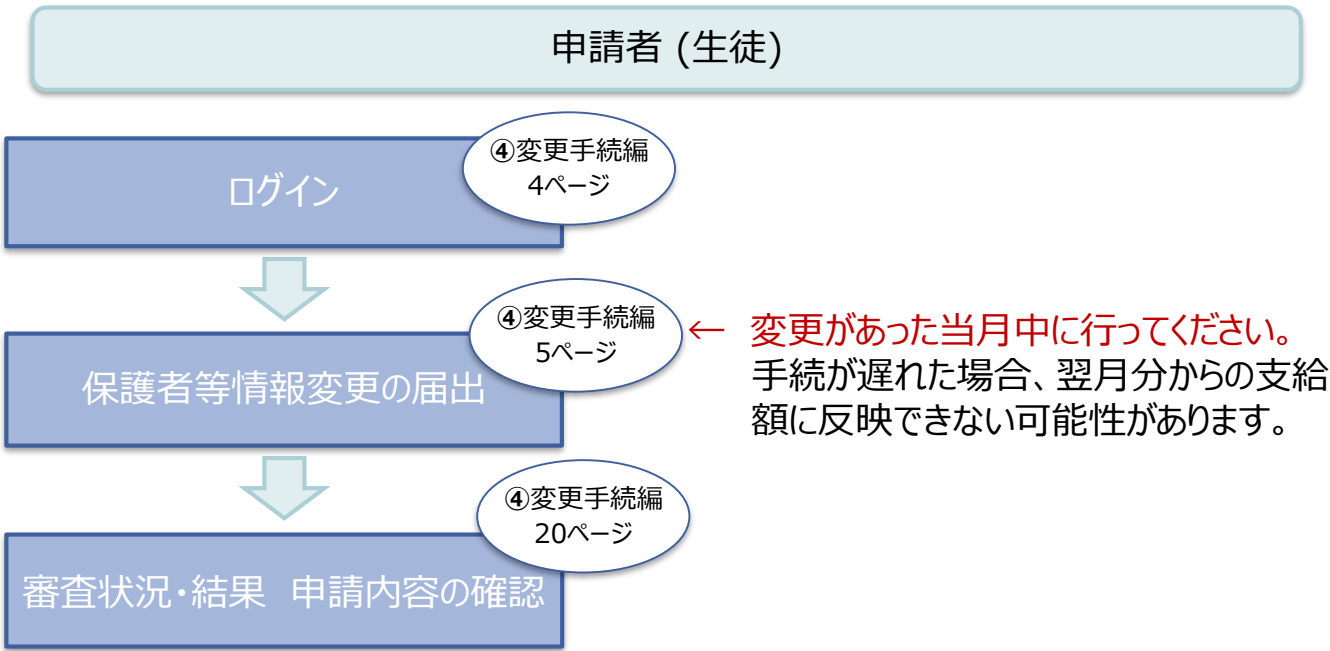 申請者 (生徒)
ログイン
④変更手続編
4ページ
保護者等情報変更の届出
④変更手続編
5ページ
← 変更があった当月中に行ってください。
手続が遅れた場合、翌月分からの支給
額に反映できない可能性があります。
審査状況・結果　申請内容の確認
④変更手続編
20ページ